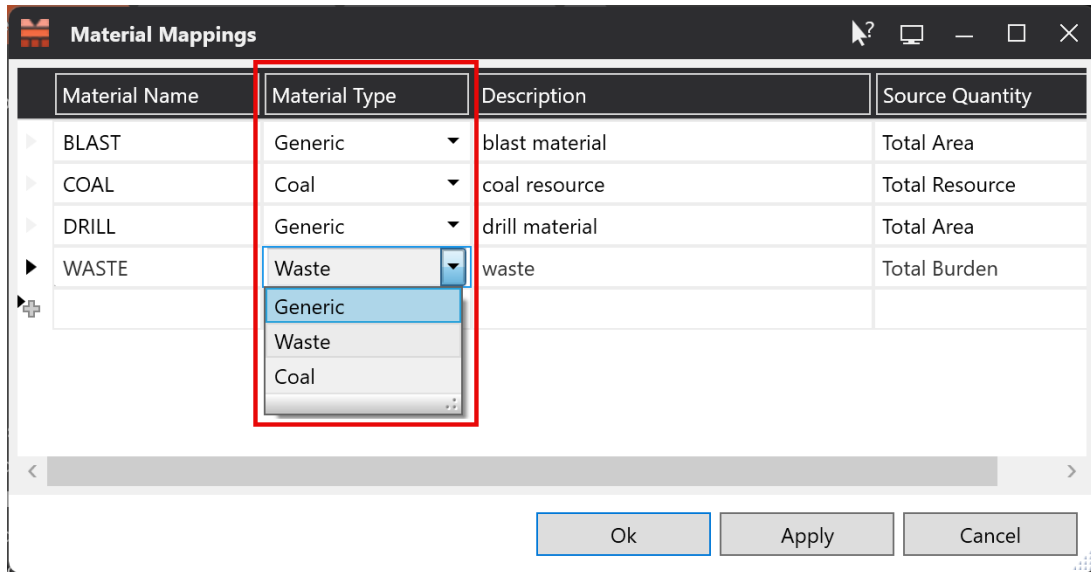 Material Mappings
?
Material Name Material Type Description Source Quantity
BLAST Generic blast material Total Area
COAL Coal coal resource Total Resource
DRILL Generic drill material Total Area
WASTE Waste waste Total Burden
Generic
Waste
Coal
Ok Apply Cancel